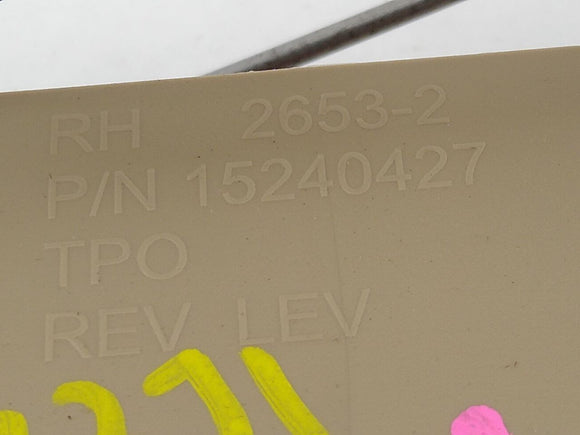 RH 2653-2
P/N 15240427
TPO
REV LEV